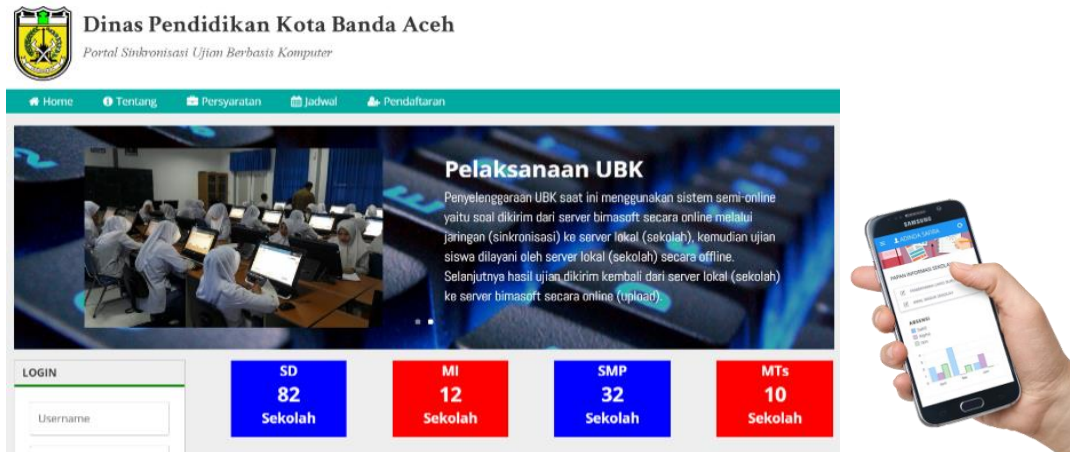 Dinas Pendidikan Kota Banda Aceh
Portal Sinkronisasi Ujian Berbasis Komputer
Home Tentang Persyaratan Jadwal Pendaftaran
Pelaksanaan UBK
Penyelenggaraan UBK saat ini menggunakan sistem semi-online
yaitu soal dikirim dari server bimasoft secara online melalui
jaringan (sinkronisasi) ke server lokal (sekolah), kemudian ujian
siswa dilayani oleh server lokal (sekolah) secara offline.
Selanjutnya hasil ujian dikirim kembali dari server lokal (sekolah)
ke server bimasoft secara online (upload).
LOGIN
Username
SD
82
Sekolah
MI
12
Sekolah
SMP
32
Sekolah
MTs
10
Sekolah
SAMSUNG
ABSENSI